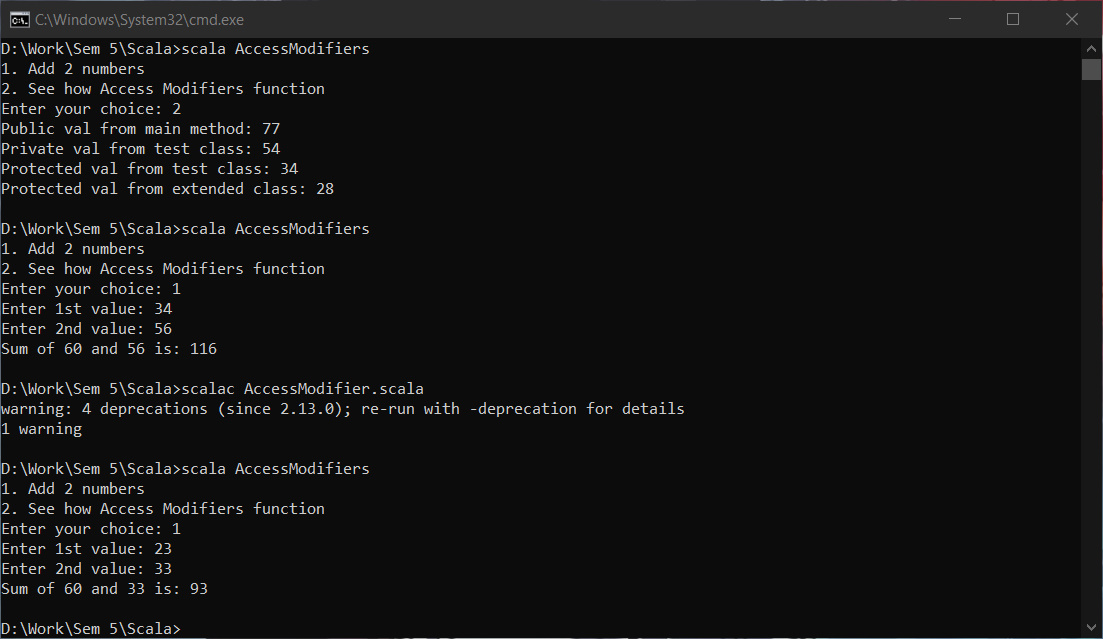 C:\Windows\System32\cmd.exe
D:\Work\Sem 5\Scala>scala AccessModifiers
1. Add 2 numbers
2. See how Access Modifiers function
Enter your choice: 2
Public val from main method: 77
Private val from test class: 54
Protected val from test class: 34
Protected val from extended class: 28
D:\Work\Sem 5\Scala>scala AccessModifiers
1. Add 2 numbers
2. See how Access Modifiers function
Enter your choice: 1
Enter 1st value: 34
Enter 2nd value: 56
Sum of 60 and 56 is: 116
D:\Work\Sem 5\Scala>scalac AccessModifier.scala
warning: 4 deprecations (since 2.13.0); re-run with -deprecation for details
1 warning
D:\Work\Sem 5\Scala>scala AccessModifiers
1. Add 2 numbers
2. See how Access Modifiers function
Enter your choice: 1
Enter 1st value: 23
Enter 2nd value: 33
Sum of 60 and 33 is: 93
D:\Work\Sem 5\Scala>